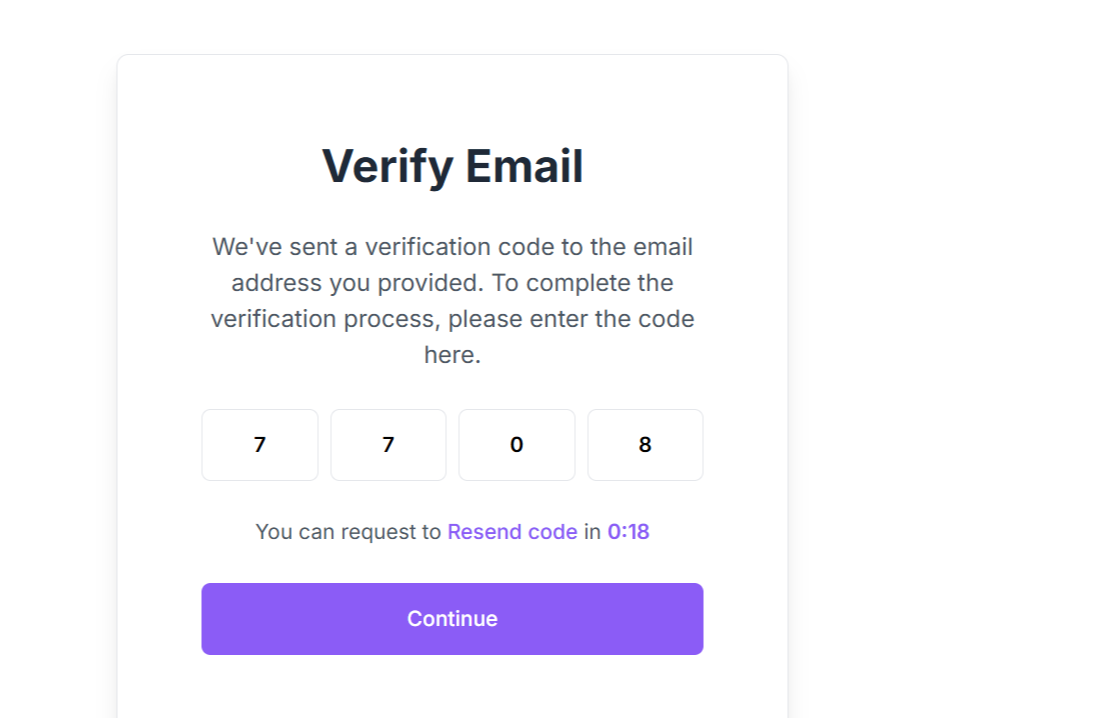 Verify Email
We've sent a verification code to the email
address you provided. To complete the
verification process, please enter the code
here.
7 7 0 8
You can request to Resend code in 0:18
Continue